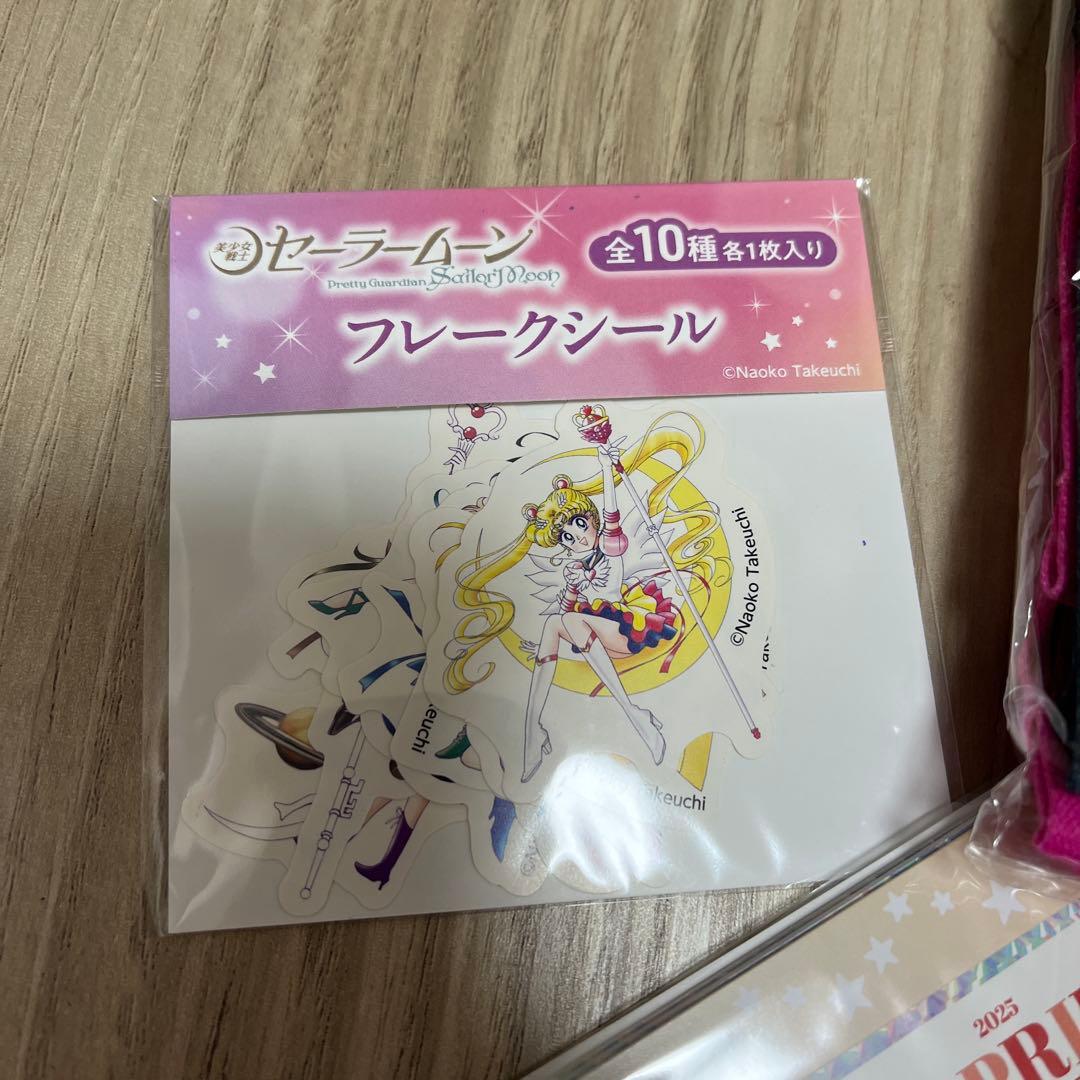 美少女
戦士
セーラームーン
Pretty Guardian Sailor Moon
全10種各1枚入り
フレークシール
©Naoko Takeuchi
©Naoko Takeuchi
2025